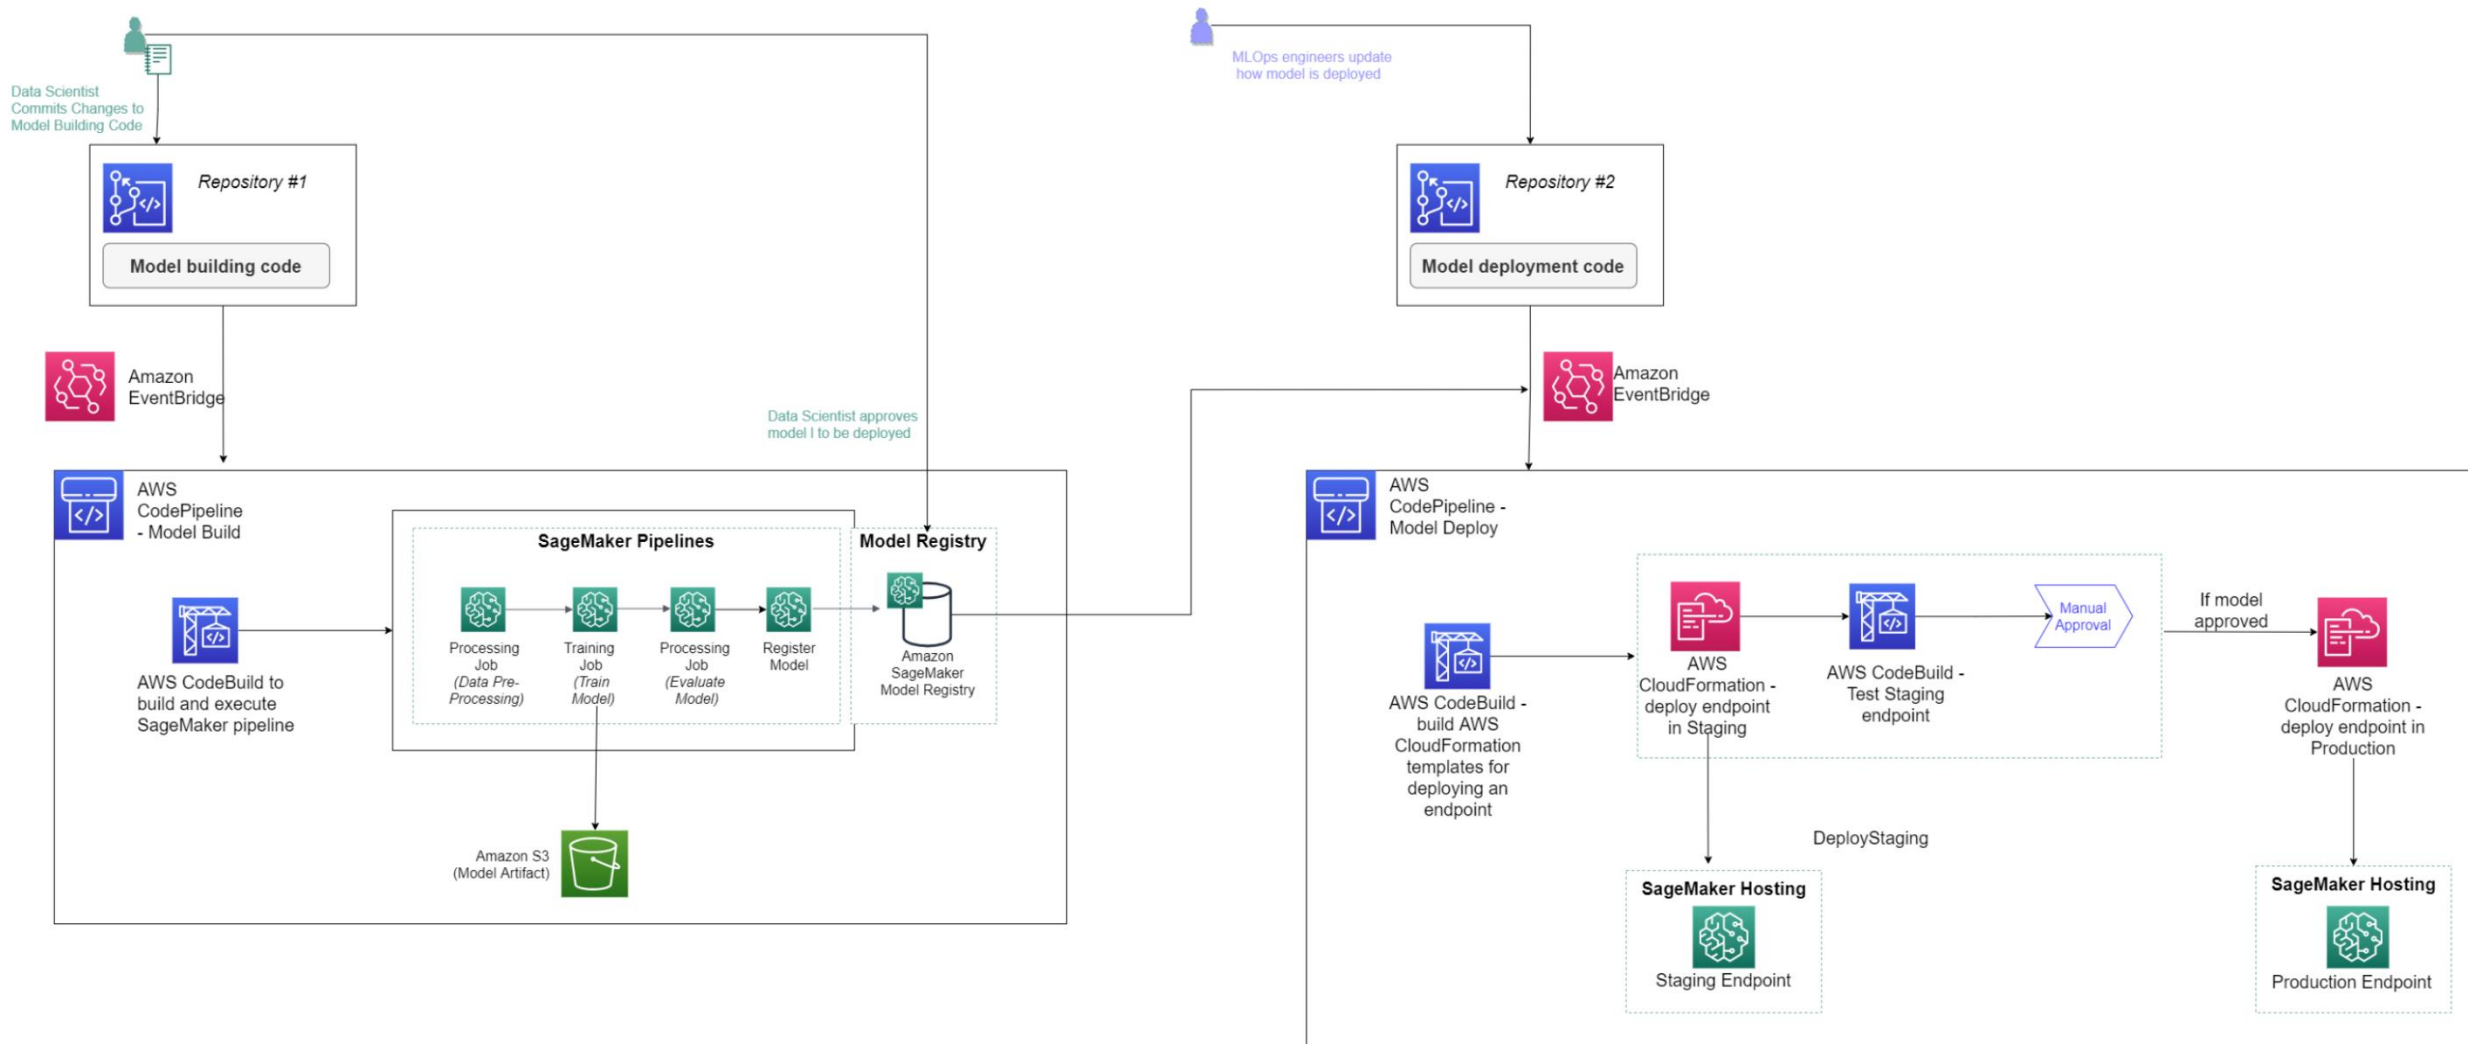 Data Scientist
Commits Changes to
Model Building Code
MLOps engineers update
how model is deployed
Repository #1
Model building code
Repository #2
Model deployment code
Amazon
EventBridge
Amazon
EventBridge
Data Scientist approves
model I to be deployed
AWS
CodePipeline
- Model Build
SageMaker Pipelines
Model Registry
Processing
Job
(Data Pre-
Processing)
Training
Job
(Train
Model)
Processing
Job
(Evaluate
Model)
Register
Model
Amazon
SageMaker
Model Registry
AWS CodeBuild to
build and execute
SageMaker pipeline
Amazon S3
(Model Artifact)
AWS
CodePipeline -
Model Deploy
AWS CodeBuild -
build AWS
CloudFormation
templates for
deploying an
endpoint
AWS
CloudFormation -
deploy endpoint
in Staging
AWS CodeBuild -
Test Staging
endpoint
Manual
Approval
If model
approved
AWS
CloudFormation -
deploy endpoint in
Production
DeployStaging
SageMaker Hosting
Staging Endpoint
SageMaker Hosting
Production Endpoint